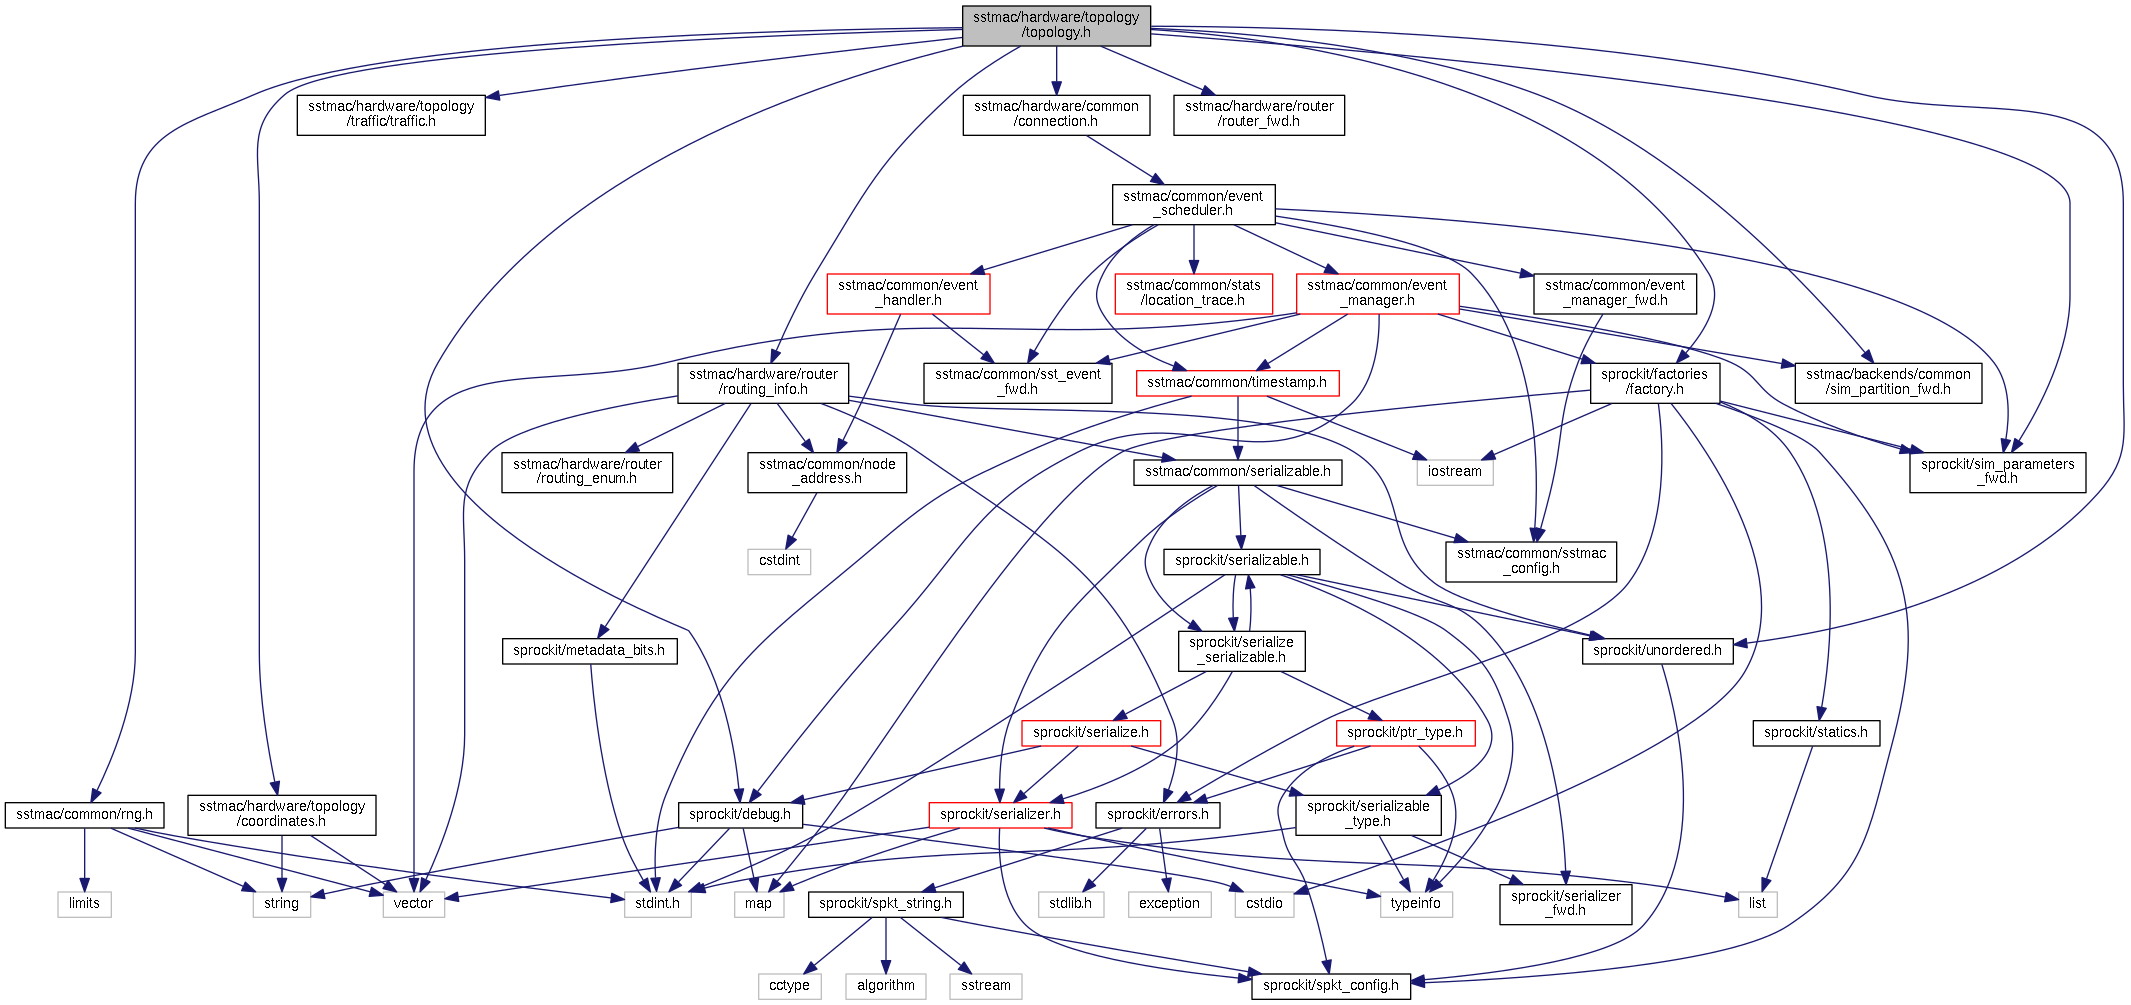 sstmac/hardware/topology
/topology.h
sstmac/hardware/topology
/traffic/traffic.h
sstmac/hardware/common
/connection.h
sstmac/hardware/router
/router_fwd.h
sstmac/common/event
_scheduler.h
sstmac/common/event
_handler.h
sstmac/common/stats
/location_trace.h
sstmac/common/event
_manager.h
sstmac/common/event
_manager_fwd.h
sstmac/hardware/router
/routing_info.h
sstmac/common/sst_event
_fwd.h
sstmac/common/timestamp.h
sprockit/factories
/factory.h
sstmac/backends/common
/sim_partition_fwd.h
sstmac/hardware/router
/routing_enum.h
sstmac/common/node
_address.h
sstmac/common/serializable.h
iostream
sprockit/sim_parameters
_fwd.h
cstdint
sprockit/serializable.h
sstmac/common/sstmac
_config.h
sprockit/metadata_bits.h
sprockit/serialize
_serializable.h
sprockit/unordered.h
sprockit/serialize.h
sprockit/ptr_type.h
sprockit/statics.h
sstmac/common/rng.h
sstmac/hardware/topology
/coordinates.h
sprockit/debug.h
sprockit/serializer.h
sprockit/errors.h
sprockit/serializable
_type.h
limits
string
vector
stdint.h
map
sprockit/spkt_string.h
stdlib.h
exception
cstdio
typeinfo
sprockit/serializer
_fwd.h
list
cctype
algorithm
sstream
sprockit/spkt_config.h